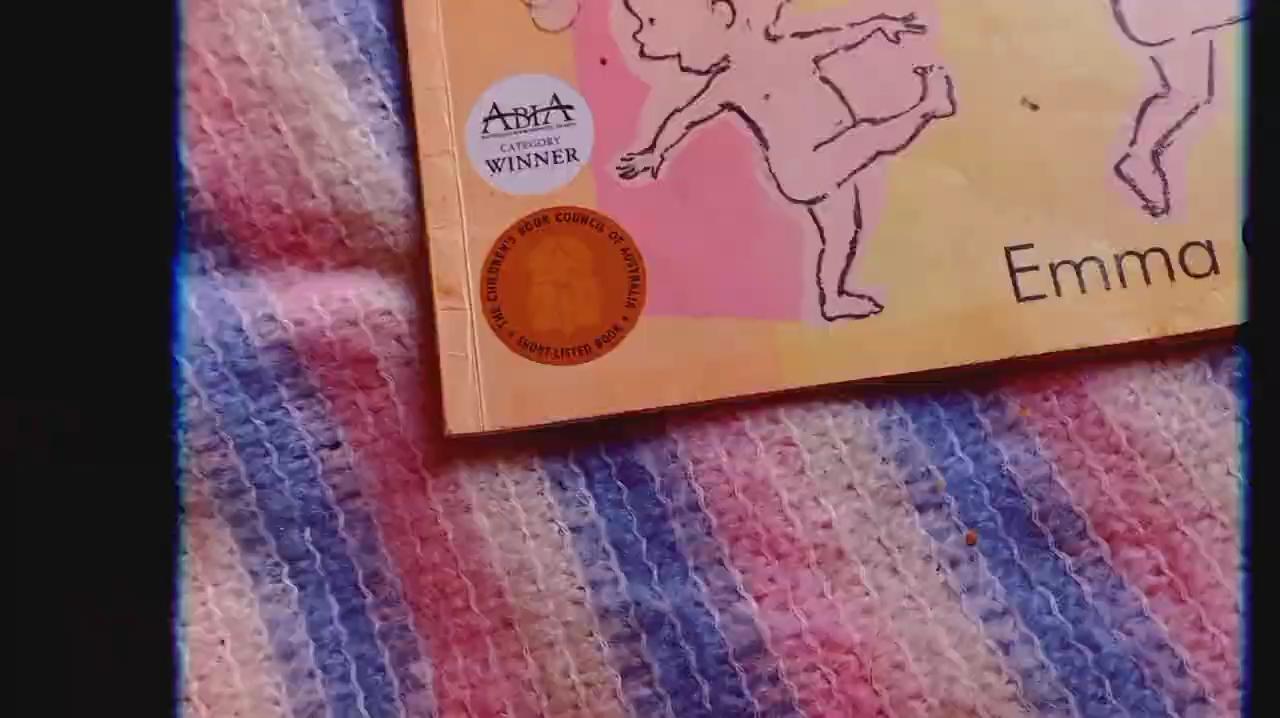 ABIA
CATEGORY
WINNER
THE CHILDREN'S BOOK COUNCIL OF AUSTRALIA
SHORT-LISTED BOOK
Emma